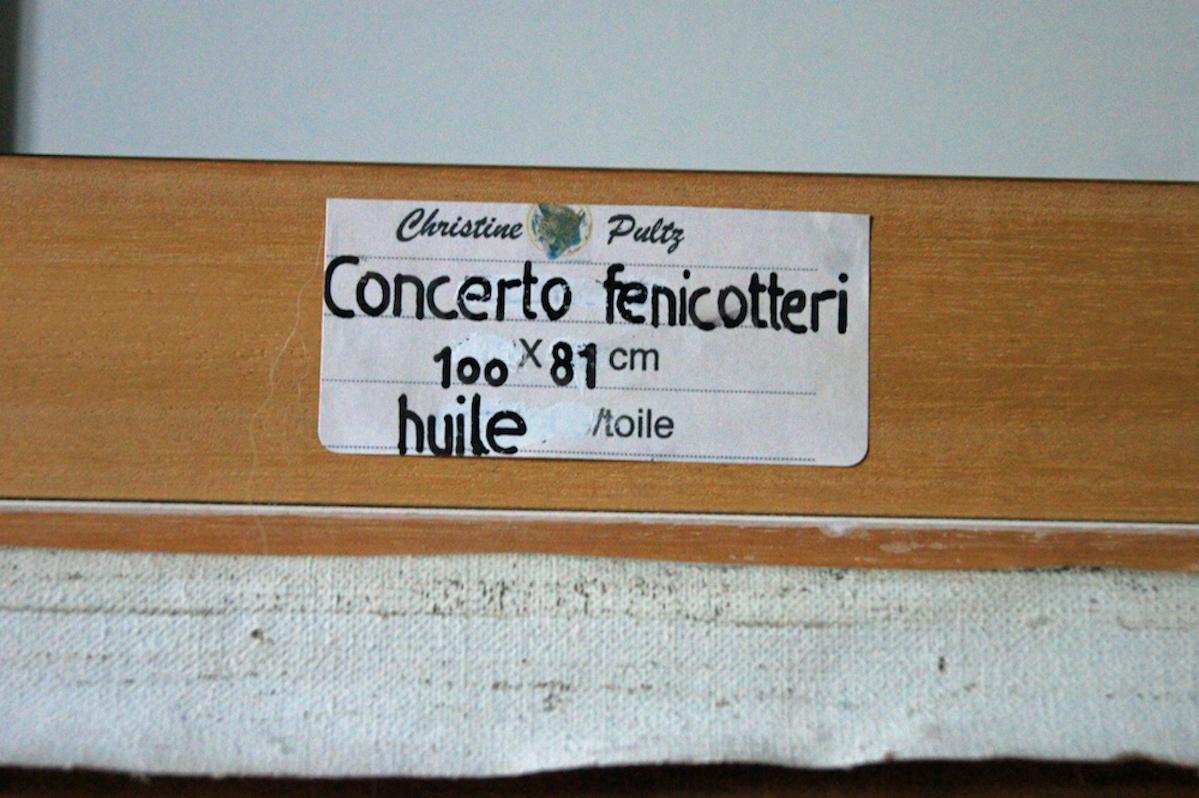 Christine Pultz
Concerto fenicotteri
100 X 81 cm
huile /toile